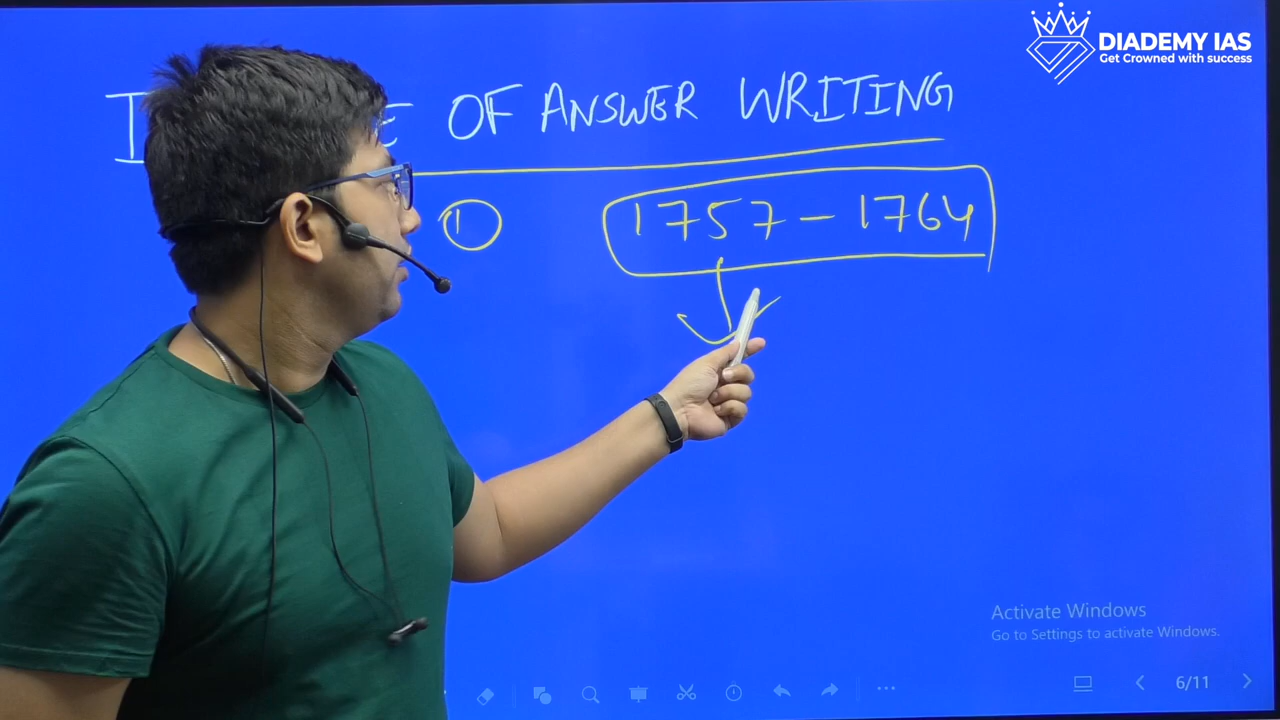 DIADEMY IAS
Get Crowned with success
OF ANSWER WRITING
1 1757 – 1764
Activate Windows
Go to Settings to activate Windows.
6/11